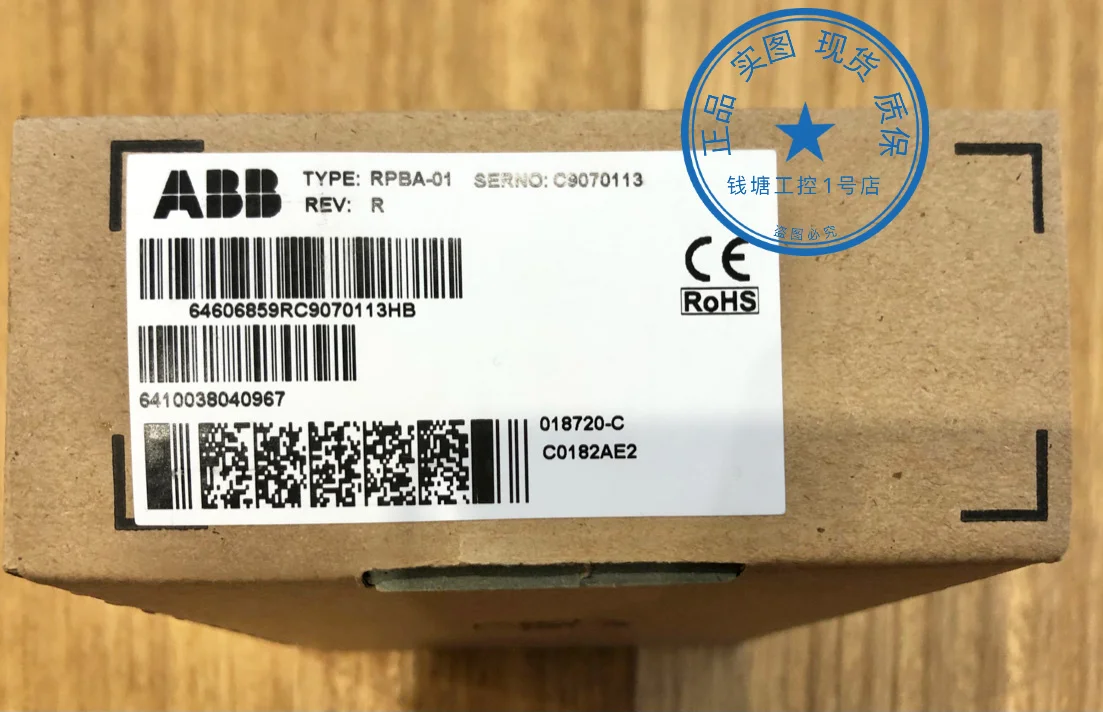 ABB
TYPE: RPBA-01 SERNO: C9070113
REV: R
64606859RC9070113HB
6410038040967
018720-C
C0182AE2
CE
RoHS
正品 实图 现货 质保
钱塘工控1号店
盗图必究